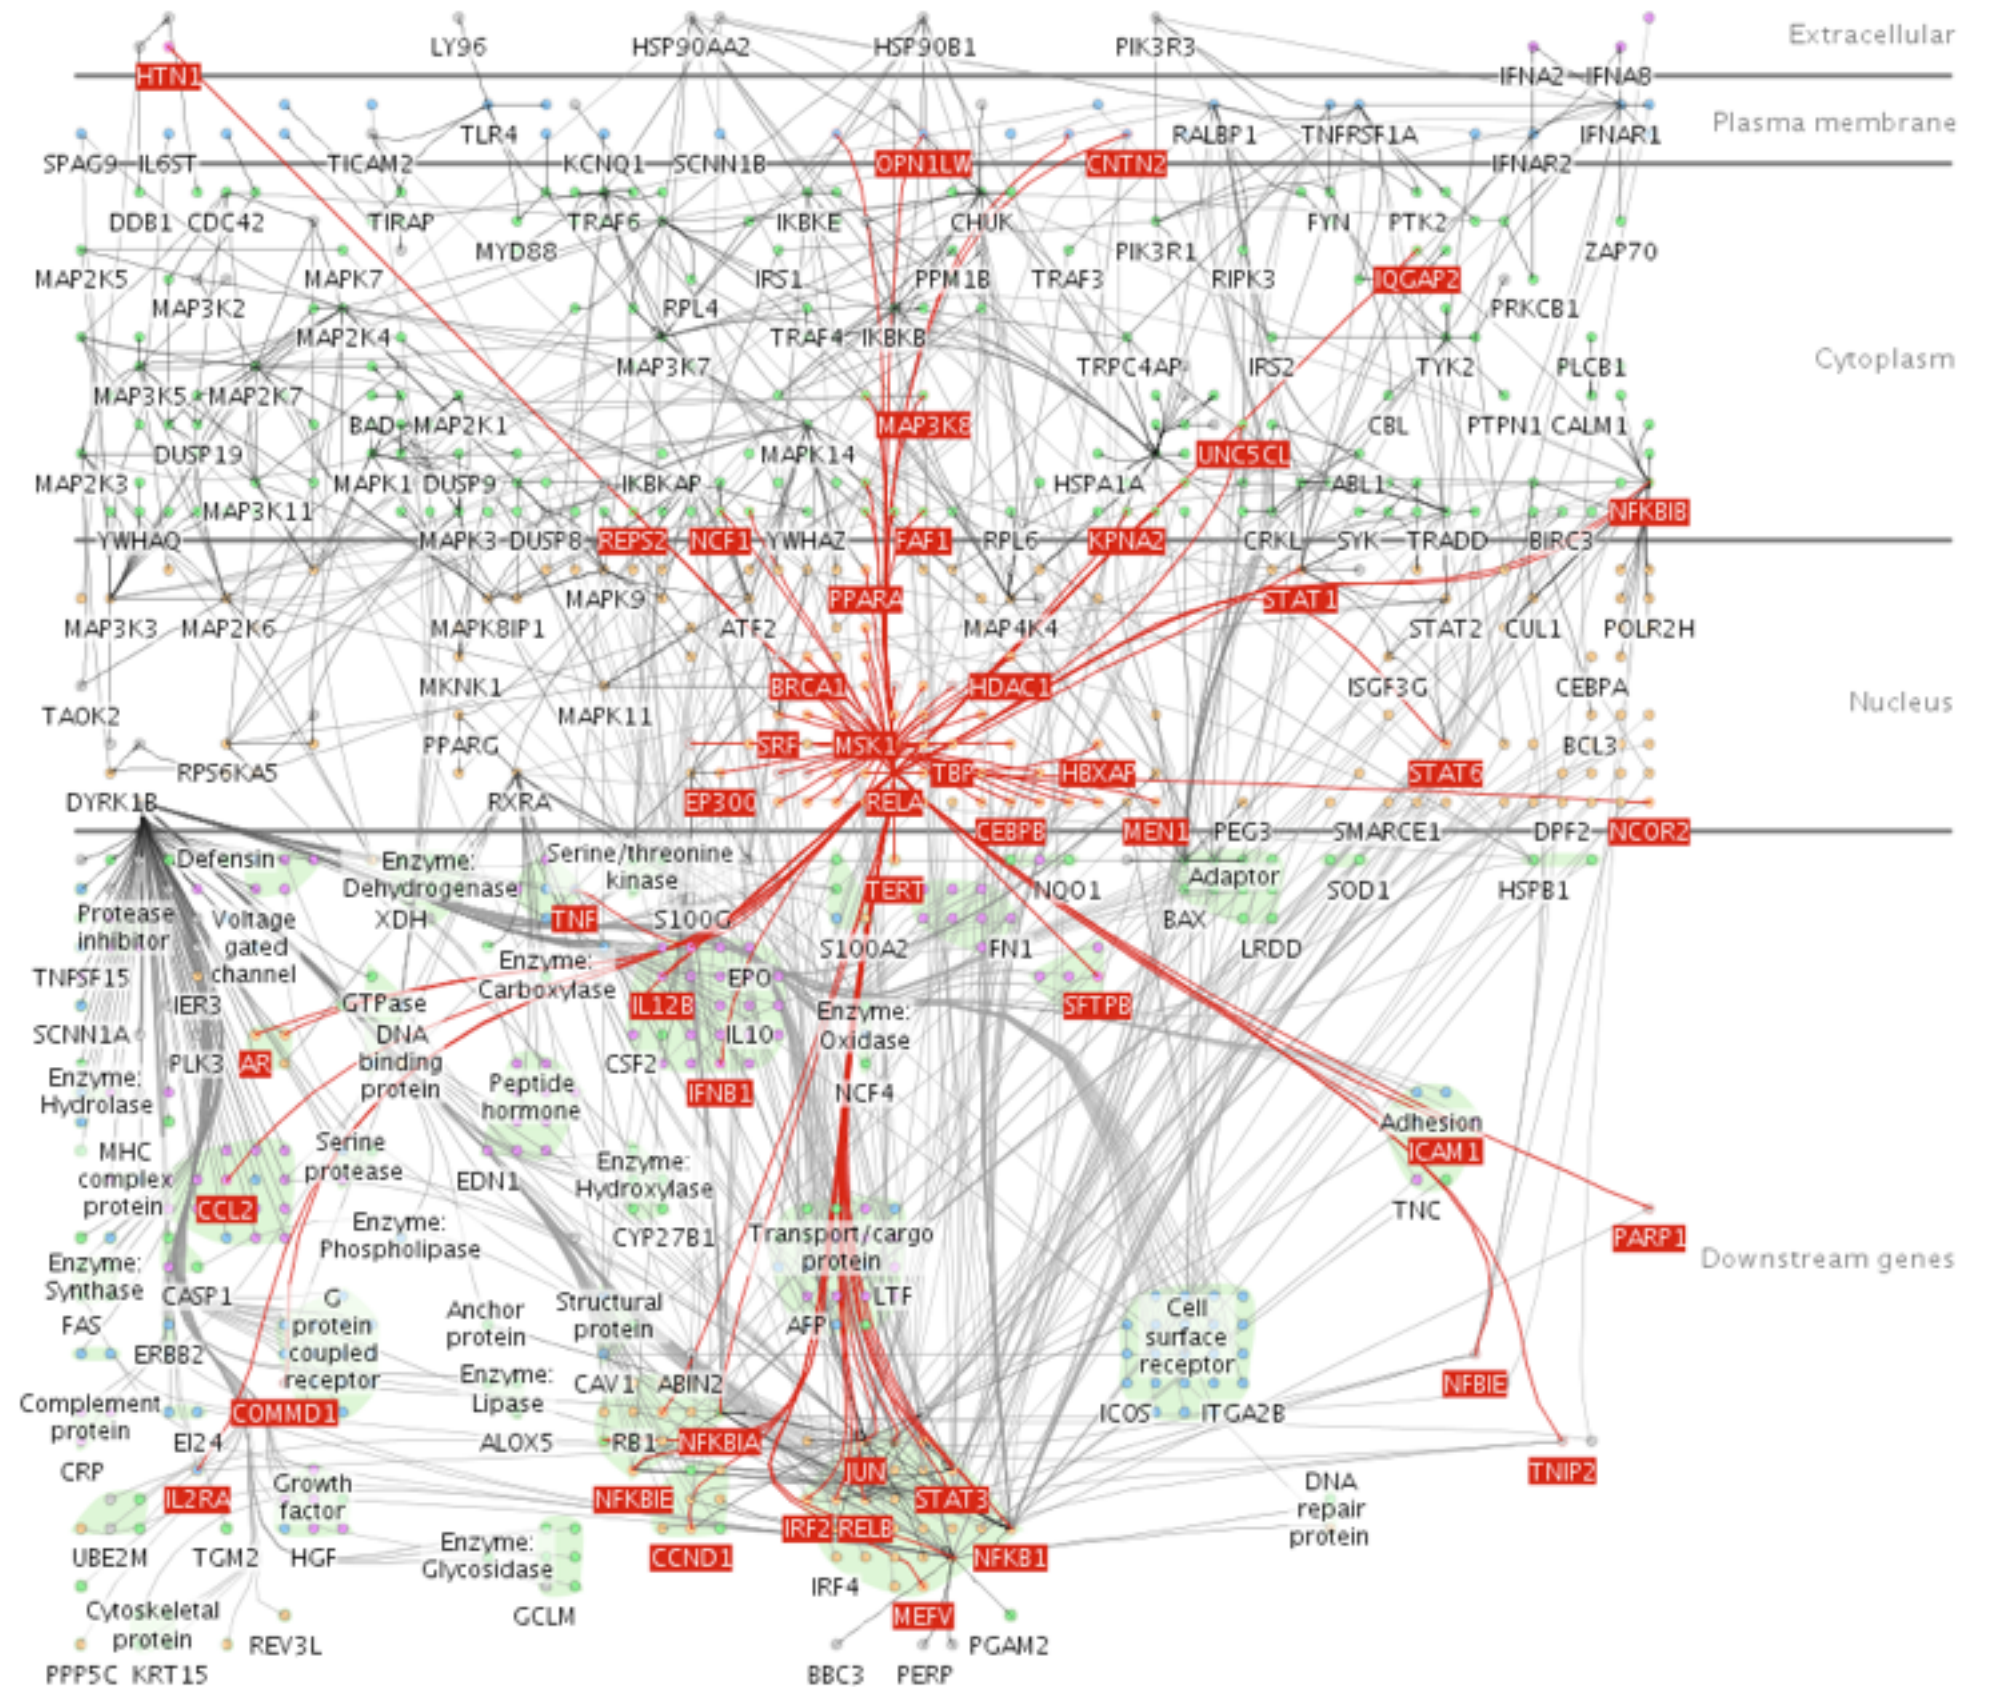 LY96 HSP90AA2 HSP90B1 PIK3R3 Extracellular
HTN1 IFNA2 IFNA8
TLR4 RALBP1 TNFRSF1A IFNAR1 Plasma membrane
SPAG9 IL6ST TICAM2 KCNQ1 SCNN1B OPN1LW CNTN2 IFNAR2
DDB1 CDC42 TIRAP TRAF6 IKBKE CHUK FYN PTK2
MYD88 PIK3R1 ZAP70
MAP2K5 MAPK7 IRS1 PPM1B TRAF3 RIPK3 IQGAP2
MAP3K2 RPL4 PRKCB1
MAP2K4 TRAF4 IKBKB
MAP3K7 TRPC4AP IRS2 TYK2 PLCB1 Cytoplasm
MAP3K5 MAP2K7
BAD MAP2K1 MAP3K8 CBL PTPN1 CALM1
DUSP19 MAPK14 UNC5CL
MAP2K3 MAPK1 DUSP9 IKBKAP HSPA1A ABL1
MAP3K11 NFKBIB
YWHAQ MAPK3 DUSP8 REPS2 NCF1 YWHAZ FAF1 RPL6 KPNA2 CRKL SYK TRADD BIRC3
MAPK9 PPARA STAT1
MAP3K3 MAP2K6 MAPK8IP1 ATF2 MAP4K4 STAT2 CUL1 POLR2H
MKNK1 BRCA1 HDAC1 ISGF3G CEBPA
TAOK2 MAPK11 Nucleus
PPARG SRF MSK1 BCL3
RPS6KA5 TBP HBXAP STAT6
DYRK1B RXRA EP300 RELA
CEBPB MEN1 PEG3 SMARCE1 DPF2 NCOR2
Defensin Enzyme: Serine/threonine
Dehydrogenase kinase TERT NQO1 Adaptor SOD1 HSPB1
Protease Voltage XDH TNF S100G BAX
inhibitor gated S100A2 FN1 LRDD
TNFSF15 channel Enzyme: EPO
IER3 GTPase Carboxylase IL12B Enzyme: SFTPB
SCNN1A DNA IL10 Oxidase
PLK3 AR binding CSF2
Enzyme: protein Peptide IFNB1 NCF4
Hydrolase hormone
MHC Serine Adhesion
complex protease EDN1 Enzyme: ICAM1
protein CCL2 Hydroxylase TNC
Enzyme: Enzyme: CYP27B1 Transport/cargo PARP1
Synthase Phospholipase protein Downstream genes
CASP1 G Anchor Structural LTF Cell
FAS protein protein protein AFP surface
ERBB2 coupled receptor
receptor Enzyme: CAV1 ABIN2 NFBIE
Complement COMMD1 Lipase ICOS ITGA2B
protein EI24 ALOX5 RB1 NFKBIA
CRP Growth JUN TNIP2
IL2RA factor NFKBIE STAT3 DNA
IRF2 RELB repair
UBE2M TGM2 HGF Enzyme: CCND1 NFKB1 protein
Glycosidase IRF4
Cytoskeletal GCLM MEFV
protein REV3L PGAM2
PPP5C KRT15 BBC3 PERP